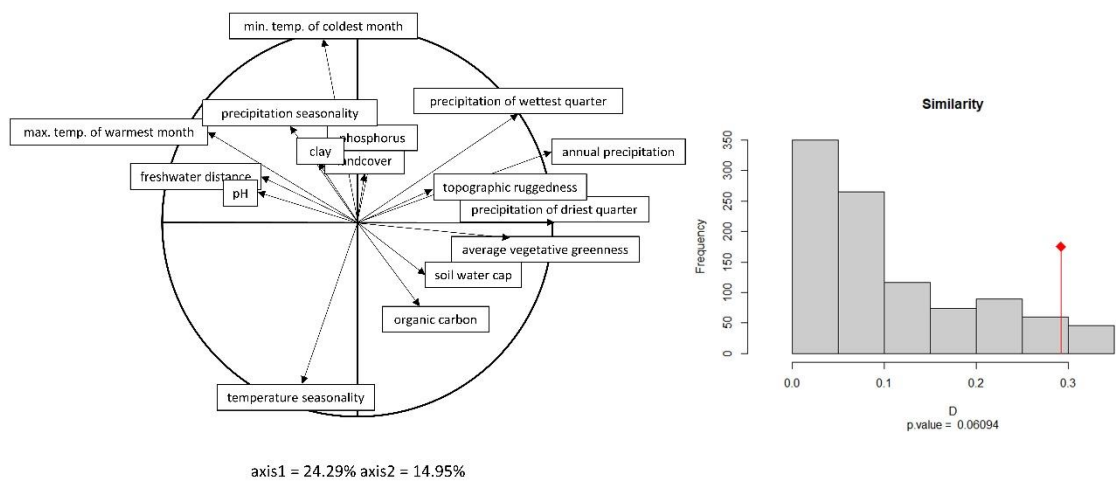 min. temp. of coldest month
precipitation of wettest quarter
precipitation seasonality
max. temp. of warmest month
phosphorus
clay
landcover
annual precipitation
freshwater distance
pH
topographic ruggedness
precipitation of driest quarter
average vegetative greenness
soil water cap
organic carbon
temperature seasonality
axis1 = 24.29% axis2 = 14.95%
Similarity
Frequency
350
300
250
200
150
100
50
0
0.0 0.1 0.2 0.3
D
p.value = 0.06094